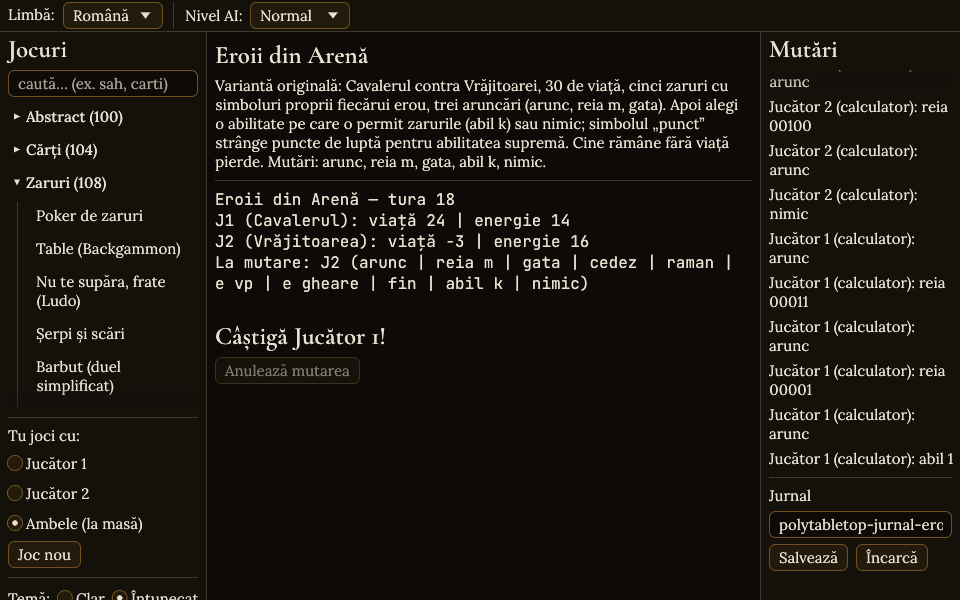 Limbă: Română Nivel AI: Normal
Jocuri
caută... (ex. sah, carti)
Abstract (100)
Cărți (104)
Zaruri (108)
Poker de zaruri
Table (Backgammon)
Nu te supăra, frate
(Ludo)
Șerpi și scări
Barbut (duel
simplificat)
Tu joci cu:
Jucător 1
Jucător 2
Ambele (la masă)
Joc nou
Temă: Clar Întunecat
Eroii din Arenă
Variantă originală: Cavalerul contra Vrăjitoarei, 30 de viață, cinci zaruri cu
simboluri proprii fiecărui erou, trei aruncări (arunc, reia m, gata). Apoi alegi
o abilitate pe care o permit zarurile (abil k) sau nimic; simbolul „punct”
strânge puncte de luptă pentru abilitatea supremă. Cine rămâne fără viață
pierde. Mutări: arunc, reia m, gata, abil k, nimic.
Eroii din Arenă — tura 18
J1 (Cavalerul): viață 24 | energie 14
J2 (Vrăjitoarea): viață -3 | energie 16
La mutare: J2 (arunc | reia m | gata | cedez | raman |
e vp | e gheare | fin | abil k | nimic)
Câștigă Jucător 1!
Anulează mutarea
Mutări
arunc
Jucător 2 (calculator): reia
00100
Jucător 2 (calculator):
arunc
Jucător 2 (calculator):
nimic
Jucător 1 (calculator):
arunc
Jucător 1 (calculator): reia
00011
Jucător 1 (calculator):
arunc
Jucător 1 (calculator): reia
00001
Jucător 1 (calculator):
arunc
Jucător 1 (calculator): abil 1
Jurnal
polytabletop-jurnal-erc
Salvează Încarcă